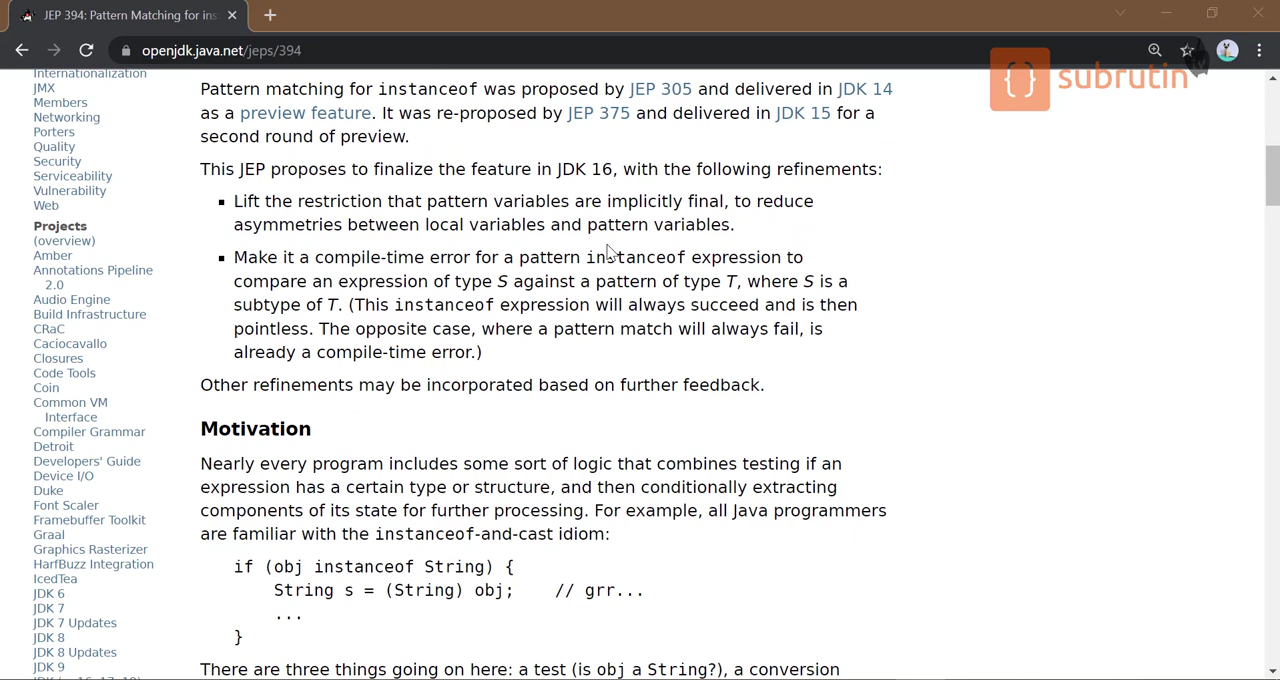 JEP 394: Pattern Matching for ins
openjdk.java.net/jeps/394
{ } subrutin
Internationalization
JMX
Members
Networking
Porters
Quality
Security
Serviceability
Vulnerability
Web
Projects
(overview)
Amber
Annotations Pipeline
2.0
Audio Engine
Build Infrastructure
CRaC
Caciocavallo
Closures
Code Tools
Coin
Common VM
Interface
Compiler Grammar
Detroit
Developers' Guide
Device I/O
Duke
Font Scaler
Framebuffer Toolkit
Graal
Graphics Rasterizer
HarfBuzz Integration
IcedTea
JDK 6
JDK 7
JDK 7 Updates
JDK 8
JDK 8 Updates
JDK 9
Pattern matching for instanceof was proposed by JEP 305 and delivered in JDK 14
as a preview feature. It was re-proposed by JEP 375 and delivered in JDK 15 for a
second round of preview.
This JEP proposes to finalize the feature in JDK 16, with the following refinements:
▪ Lift the restriction that pattern variables are implicitly final, to reduce
asymmetries between local variables and pattern variables.
▪ Make it a compile-time error for a pattern instanceof expression to
compare an expression of type S against a pattern of type T, where S is a
subtype of T. (This instanceof expression will always succeed and is then
pointless. The opposite case, where a pattern match will always fail, is
already a compile-time error.)
Other refinements may be incorporated based on further feedback.
Motivation
Nearly every program includes some sort of logic that combines testing if an
expression has a certain type or structure, and then conditionally extracting
components of its state for further processing. For example, all Java programmers
are familiar with the instanceof-and-cast idiom:
if (obj instanceof String) {
    String s = (String) obj;    // grr...
    ...
}
There are three things going on here: a test (is obj a String?), a conversion